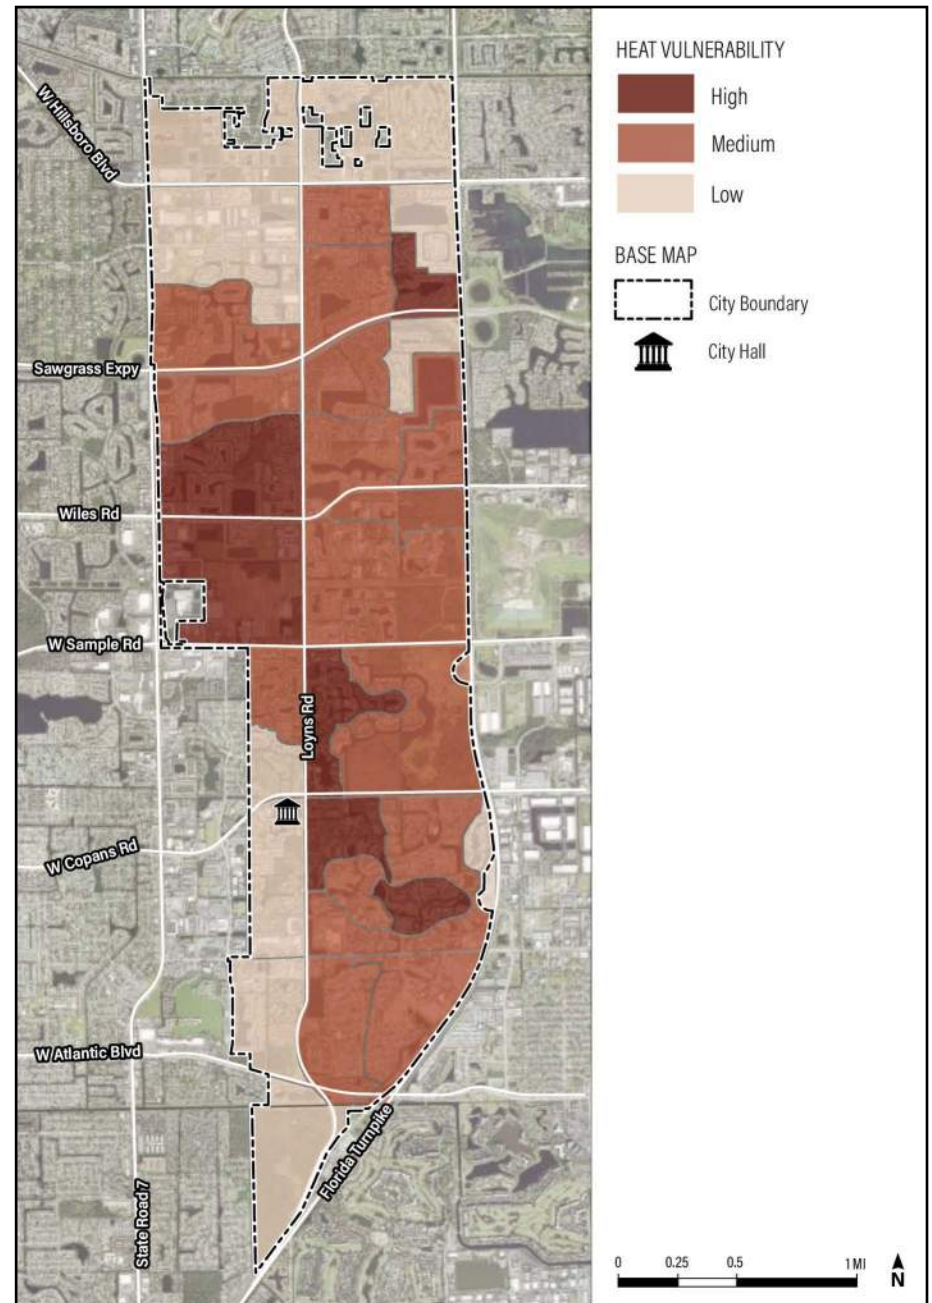 HEAT VULNERABILITY
High
Medium
Low
BASE MAP
City Boundary
City Hall
W Hillsboro Blvd
Sawgrass Expy
Wiles Rd
W Sample Rd
Loyns Rd
W Copans Rd
W Atlantic Blvd
Florida Turnpike
State Road 7
0 0.25 0.5 1 MI
N